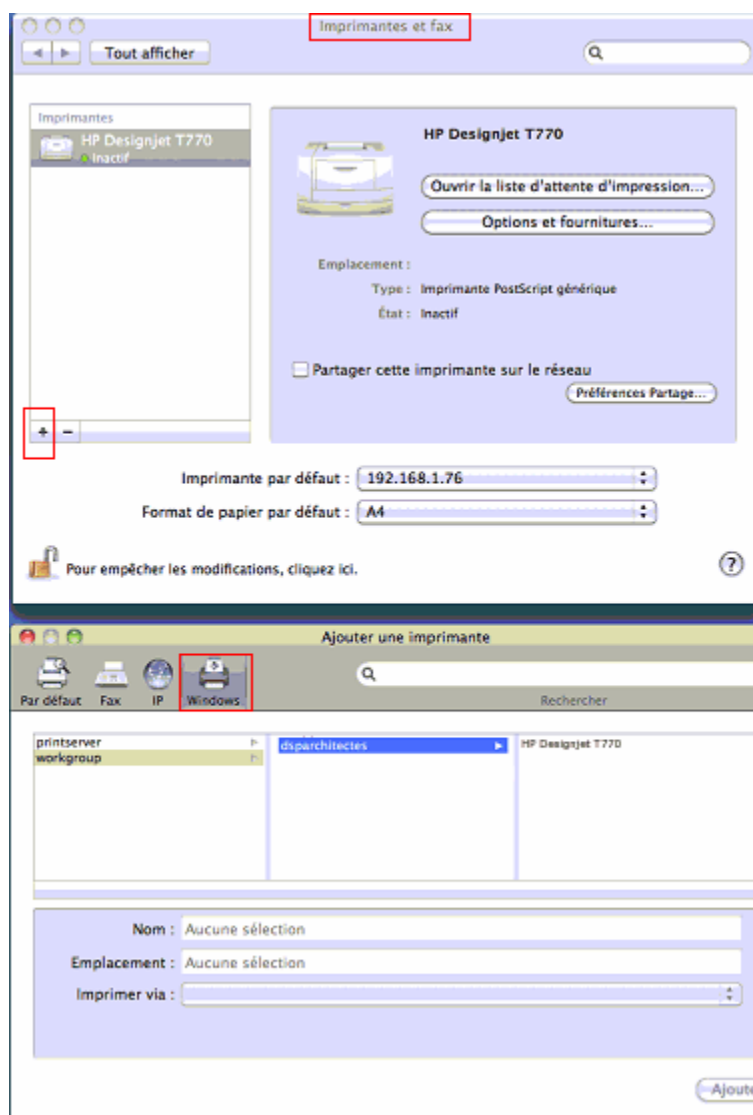 Imprimantes et fax
Tout afficher
Imprimantes
HP Designjet T770
Inactif
HP Designjet T770
Ouvrir la liste d'attente d'impression...
Options et fournitures...
Emplacement :
Type : Imprimante PostScript générique
État : Inactif
Partager cette imprimante sur le réseau
Préférences Partage...
+ −
Imprimante par défaut : 192.168.1.76
Format de papier par défaut : A4
Pour empêcher les modifications, cliquez ici.
?
Ajouter une imprimante
Par défaut Fax IP Windows
Rechercher
printserver
workgroup
dsparchitectes
HP Designjet T770
Nom : Aucune sélection
Emplacement : Aucune sélection
Imprimer via :
Ajoute